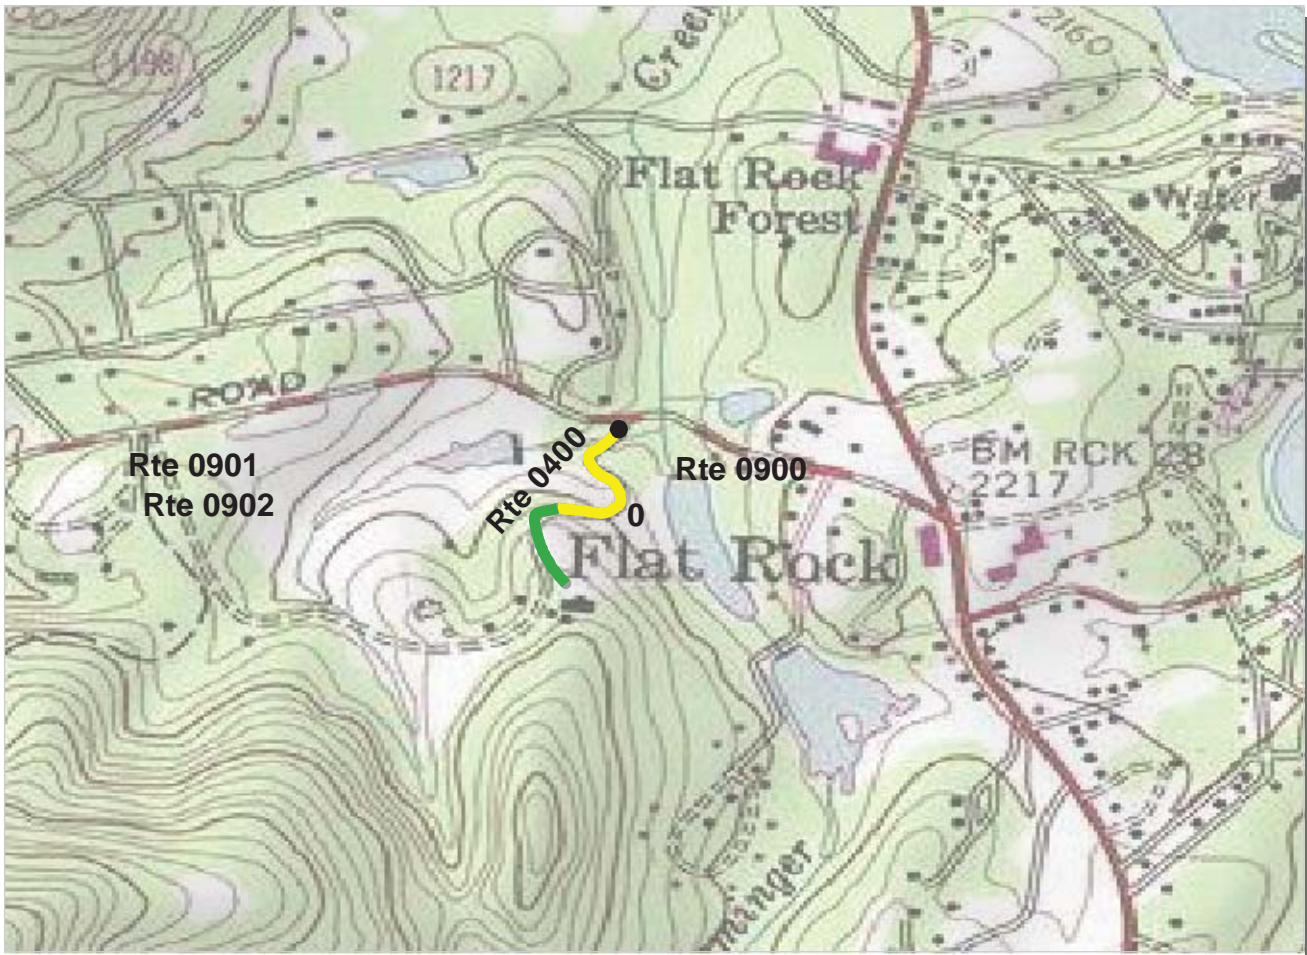 2160
Creek
1217
Flat Rock
Forest
Water
ROAD
Rte 0901
Rte 0902
Rte 0400
0
Rte 0900
BM RCK 28
2217
Flat Rock